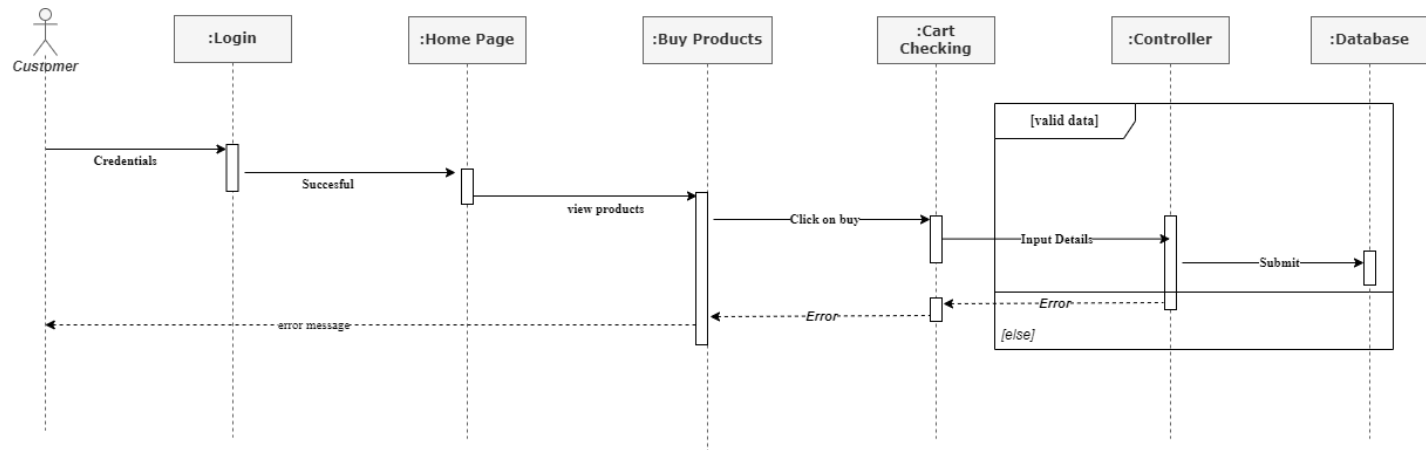 Customer
:Login
:Home Page
:Buy Products
:Cart
Checking
:Controller
:Database
[valid data]
Credentials
Succesful
view products
Click on buy
Input Details
Submit
Error
Error
error message
[else]